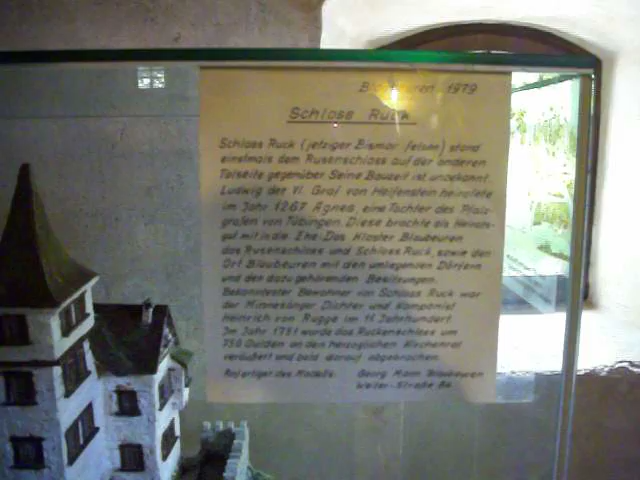 Blaubeuren 1979
Schloss Ruck
Schloss Ruck (jetziger Bismarfelsen) stand
einstmals dem Rusenschloss auf der anderen
Talseite gegenüber. Seine Bauzeit ist unbekannt.
Ludwig der VI. Graf von Helfenstein heiratete
im Jahr 1267 Agnes, eine Tochter des Pfalz-
grafen von Tübingen. Diese brachte als Heirats-
gut mit in die Ehe Das Kloster Blaubeuren
das Rusenschloss und Schloss Ruck, sowie den
Ort Blaubeuren mit den umliegenden Dörfern
und den dazu gehörenden Besitzungen.
Bekanntester Bewohner von Schloss Ruck war
der Minnesänger Dichter und Komponist
Heinrich von Rugge im 11. Jahrhundert.
Im Jahr 1751 wurde das Ruckenschloss um
750 Gulden an den herzoglichen Kirchenrat
veräußert und bald darauf abgebrochen.
des Modells: Georg Mann Blaubeuren
Weiler-Straße 84